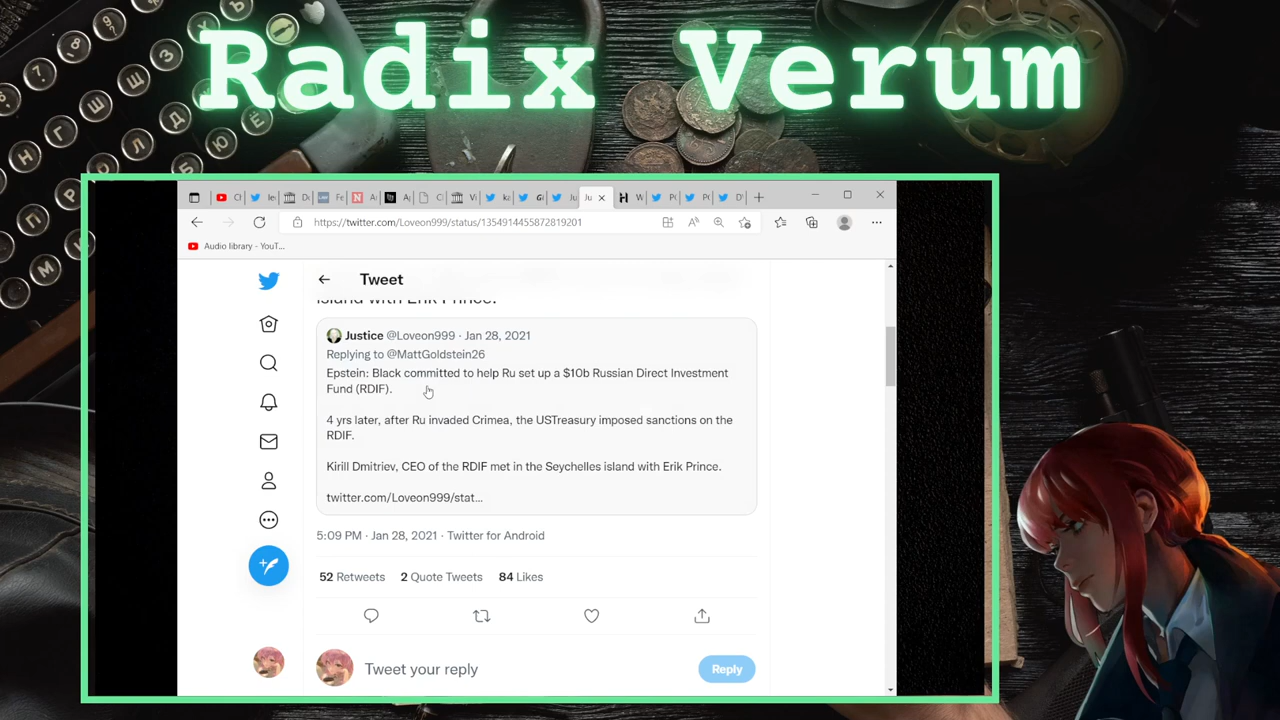 Radix Verum
https://twitter.com/Loveon999/status/1354914455872819201
Audio library - YouT...
Tweet
island with Erik Prince.
Justice @Loveon999 · Jan 28, 2021
Replying to @MattGoldstein26
Epstein: Black committed to help Ru set up a $10b Russian Direct Investment
Fund (RDIF).
4 yrs later, after Ru invaded Crimea, the USTreasury imposed sanctions on the
RDIF.
Kirill Dmitriev, CEO of the RDIF met in the Seychelles island with Erik Prince.
twitter.com/Loveon999/stat...
5:09 PM · Jan 28, 2021 · Twitter for Android
52 Retweets 2 Quote Tweets 84 Likes
Tweet your reply
Reply